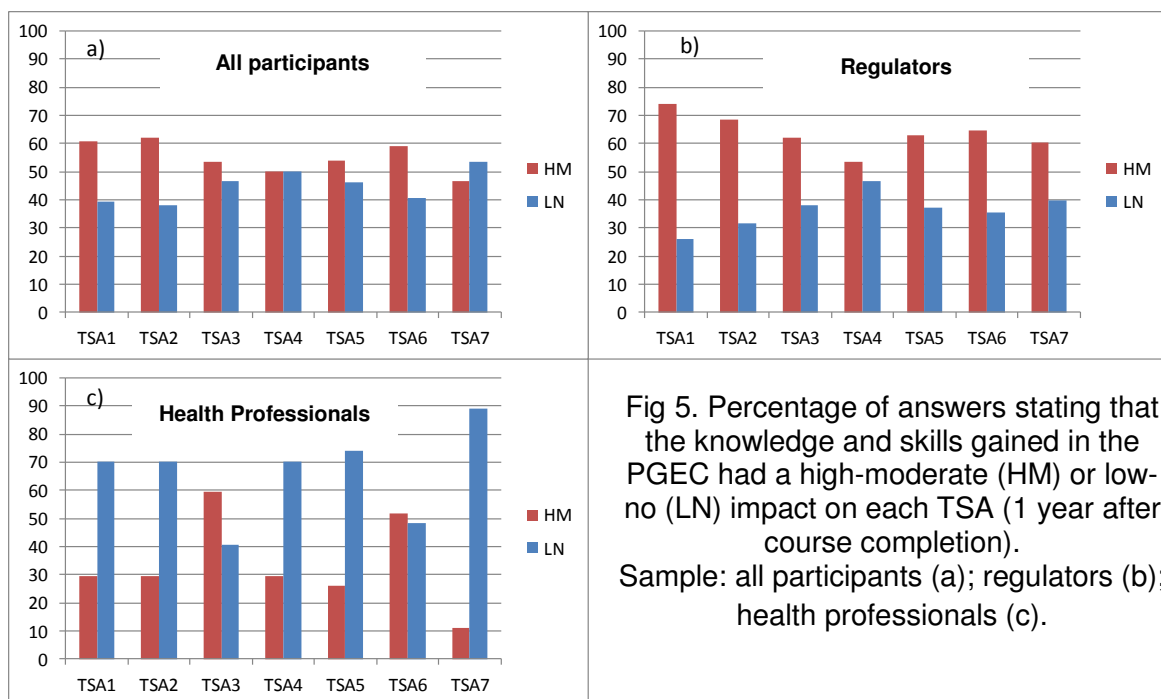 a)
All participants
100
90
80
70
60
50
40
30
20
10
0
TSA1 TSA2 TSA3 TSA4 TSA5 TSA6 TSA7
HM
LN
b)
Regulators
100
90
80
70
60
50
40
30
20
10
0
TSA1 TSA2 TSA3 TSA4 TSA5 TSA6 TSA7
HM
LN
c)
Health Professionals
100
90
80
70
60
50
40
30
20
10
0
TSA1 TSA2 TSA3 TSA4 TSA5 TSA6 TSA7
HM
LN
Fig 5. Percentage of answers stating that
the knowledge and skills gained in the
PGEC had a high-moderate (HM) or low-
no (LN) impact on each TSA (1 year after
course completion).
Sample: all participants (a); regulators (b);
health professionals (c).